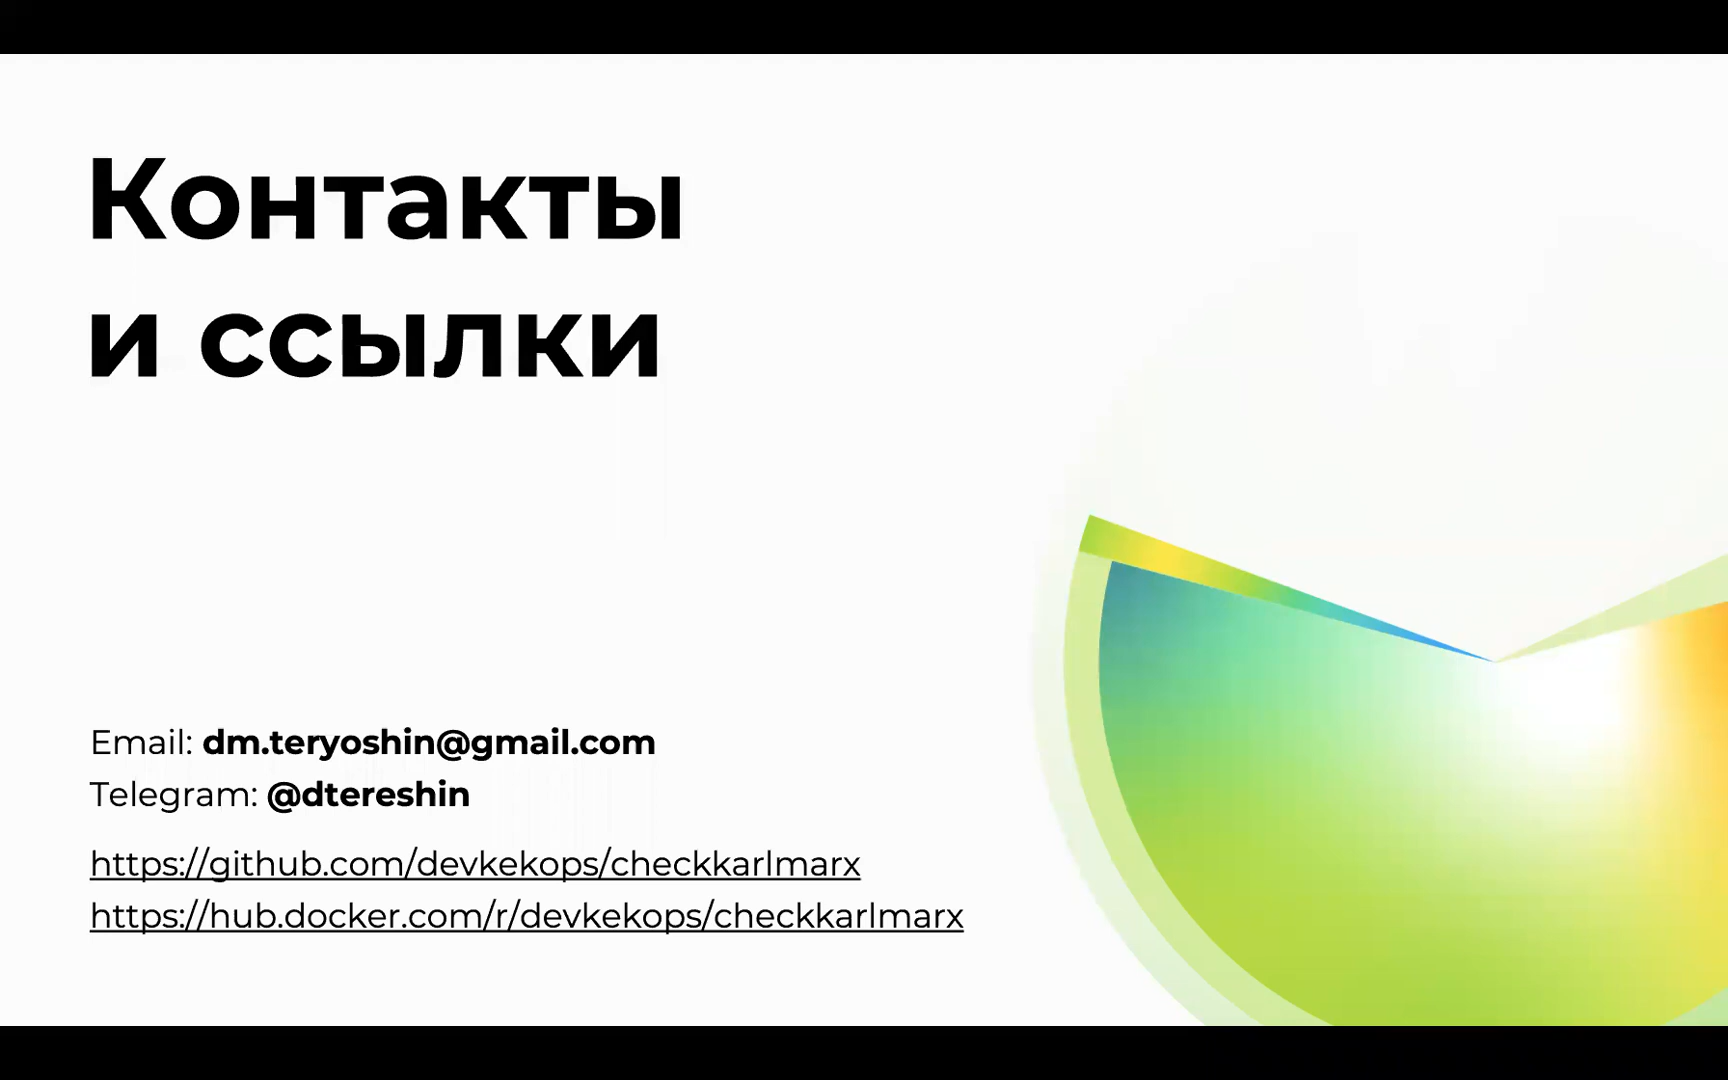 Контакты
и ссылки
Email: dm.teryoshin@gmail.com
Telegram: @dtereshin
https://github.com/devkekops/checkkarlmarx
https://hub.docker.com/r/devkekops/checkkarlmarx